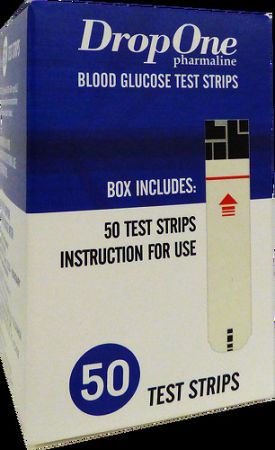 DropOne
pharmaline
BLOOD GLUCOSE TEST STRIPS
BOX INCLUDES:
50 TEST STRIPS
INSTRUCTION FOR USE
50 TEST STRIPS